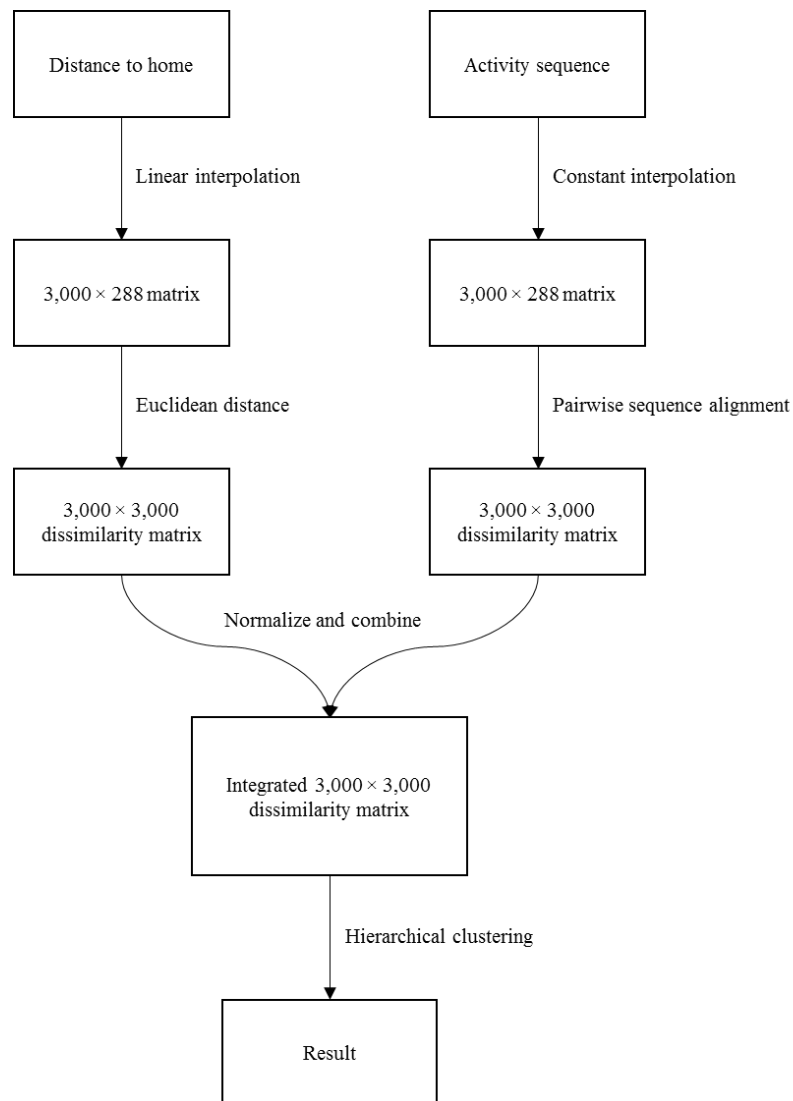 Distance to home
Activity sequence
Linear interpolation
Constant interpolation
3,000 × 288 matrix
3,000 × 288 matrix
Euclidean distance
Pairwise sequence alignment
3,000 × 3,000
dissimilarity matrix
3,000 × 3,000
dissimilarity matrix
Normalize and combine
Integrated 3,000 × 3,000
dissimilarity matrix
Hierarchical clustering
Result